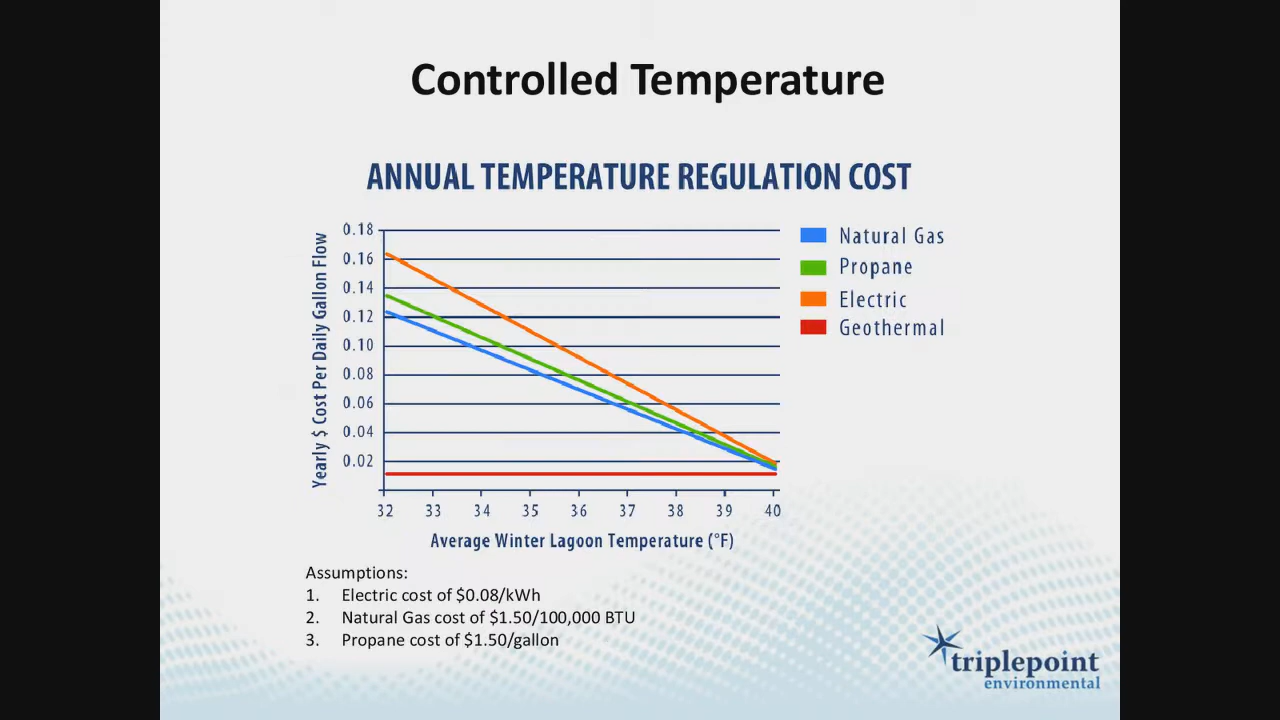 Controlled Temperature
ANNUAL TEMPERATURE REGULATION COST
Yearly $ Cost Per Daily Gallon Flow
0.18
0.16
0.14
0.12
0.10
0.08
0.06
0.04
0.02
32 33 34 35 36 37 38 39 40
Average Winter Lagoon Temperature (°F)
Natural Gas
Propane
Electric
Geothermal
Assumptions:
1. Electric cost of $0.08/kWh
2. Natural Gas cost of $1.50/100,000 BTU
3. Propane cost of $1.50/gallon
triplepoint
environmental